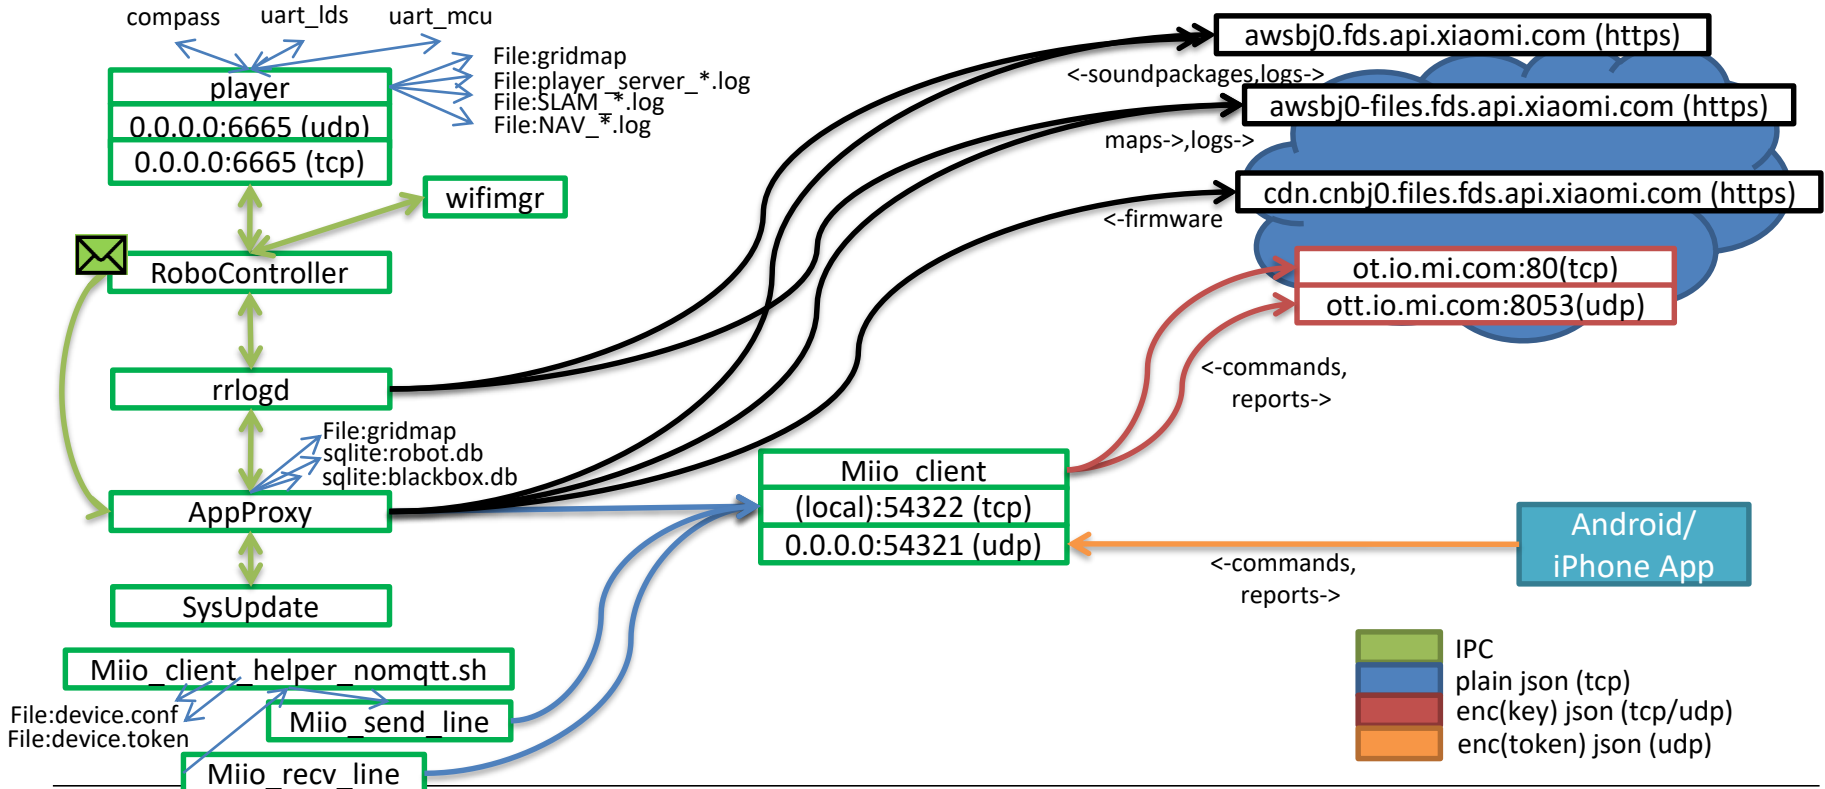 compass
uart_lds
uart_mcu
File:gridmap
File:player_server_*.log
File:SLAM_*.log
File:NAV_*.log
player
0.0.0.0:6665 (udp)
0.0.0.0:6665 (tcp)
wifimgr
RoboController
rrlogd
File:gridmap
sqlite:robot.db
sqlite:blackbox.db
AppProxy
SysUpdate
Miio_client_helper_nomqtt.sh
File:device.conf
File:device.token
Miio_send_line
Miio_recv_line
awsbj0.fds.api.xiaomi.com (https)
<-soundpackages,logs->
awsbj0-files.fds.api.xiaomi.com (https)
maps->,logs->
cdn.cnbj0.files.fds.api.xiaomi.com (https)
<-firmware
ot.io.mi.com:80(tcp)
ott.io.mi.com:8053(udp)
<-commands,
reports->
Miio_client
(local):54322 (tcp)
0.0.0.0:54321 (udp)
<-commands,
reports->
Android/
iPhone App
IPC
plain json (tcp)
enc(key) json (tcp/udp)
enc(token) json (udp)